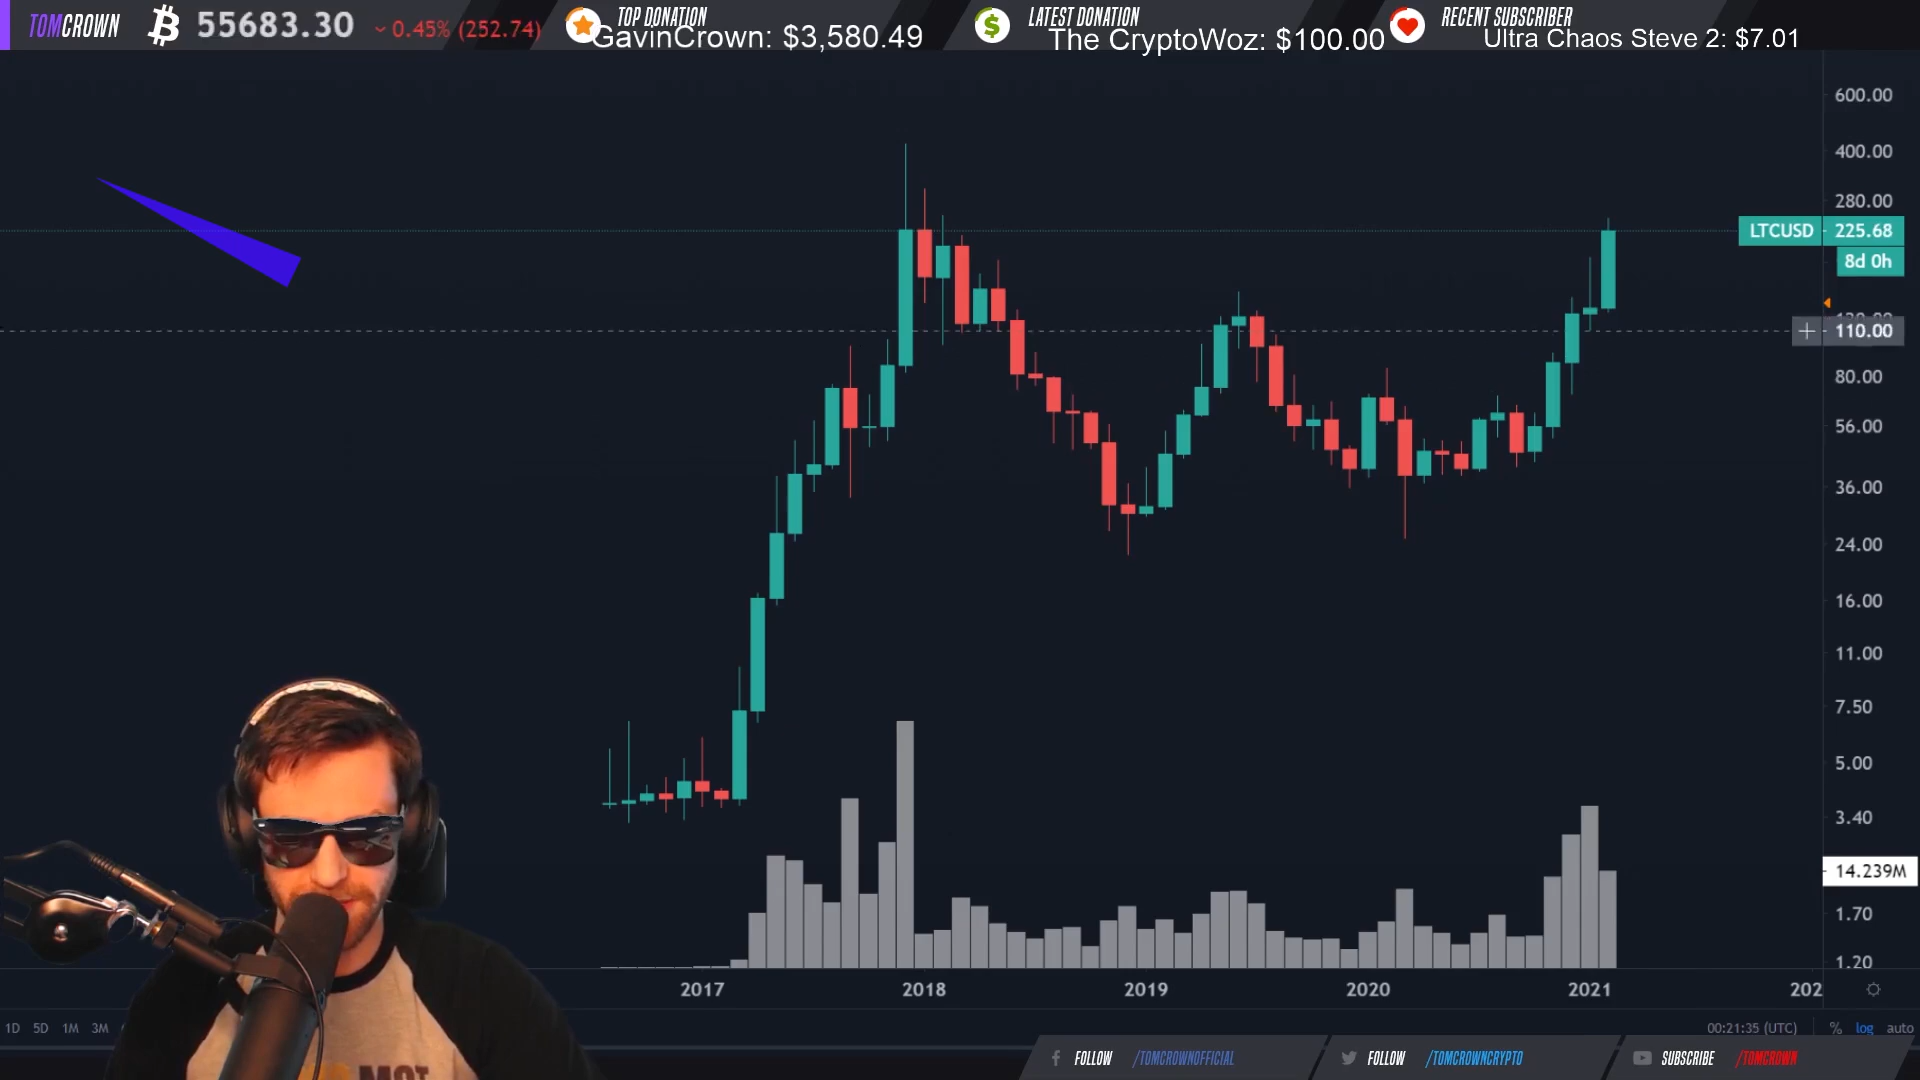 TOMCROWN
55683.30
0.45% (252.74)
TOP DONATION
GavinCrown: $3,580.49
$
LATEST DONATION
The CryptoWoz: $100.00
RECENT SUBSCRIBER
Ultra Chaos Steve 2: $7.01
600.00
400.00
280.00
LTCUSD 225.68
8d 0h
110.00
80.00
56.00
36.00
24.00
16.00
11.00
7.50
5.00
3.40
14.239M
1.70
1.20
2017 2018 2019 2020 2021 202
1D 5D 1M 3M
00:21:35 (UTC) % log auto
FOLLOW /TOMCROWNOFFICIAL
FOLLOW /TOMCROWNCRYPTO
SUBSCRIBE /TOMCROWN